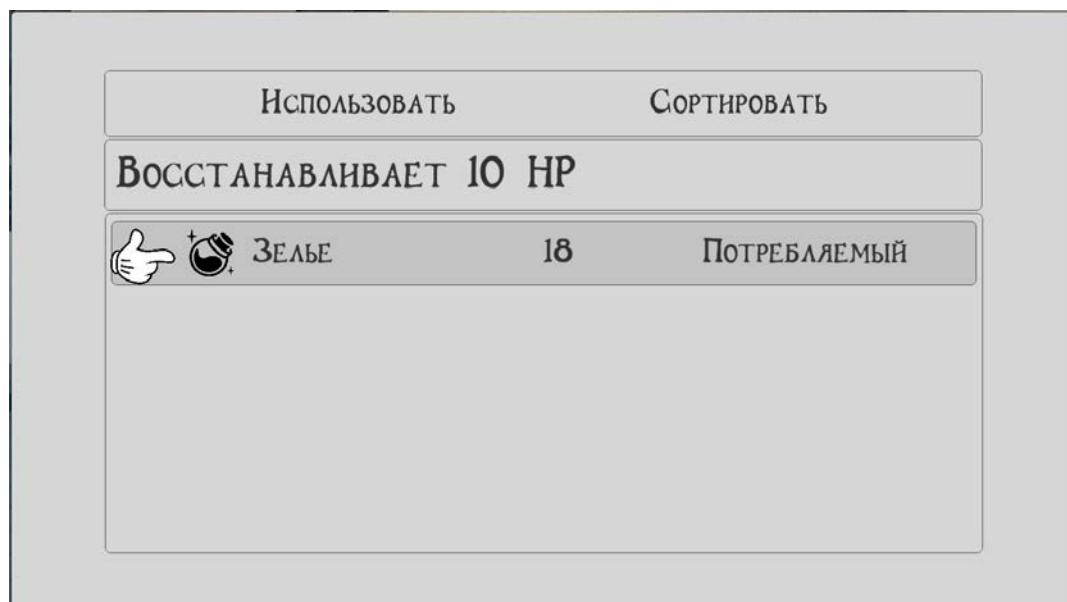 Использовать Сортировать
Восстанавливает 10 HP
Зелье 18 Потребляемый